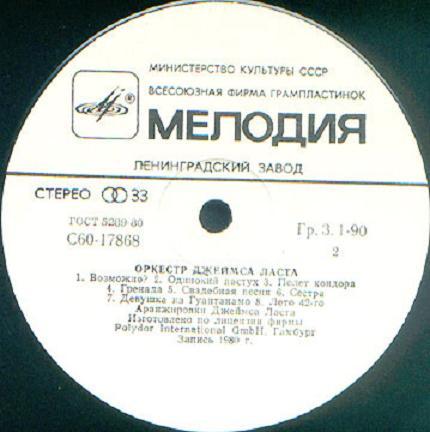 МИНИСТЕРСТВО КУЛЬТУРЫ СССР
ВСЕСОЮЗНАЯ ФИРМА ГРАМПЛАСТИНОК
МЕЛОДИЯ
ЛЕНИНГРАДСКИЙ ЗАВОД
СТЕРЕО 33
ГОСТ 5289-80
С60-17868
Гр. 3. 1-90
2
ОРКЕСТР ДЖЕЙМСА ЛАСТА
1. Возможно? 2. Одинокий пастух 3. Полет кондора
4. Гренада 5. Свадебная песня 6. Сестра
7. Девушка из Гуантанамо 8. Лето 42-го
Аранжировки Джеймса Ласта
Изготовлено по лицензии фирмы
Polydor International GmbH, Гамбург
Запись 1980 г.